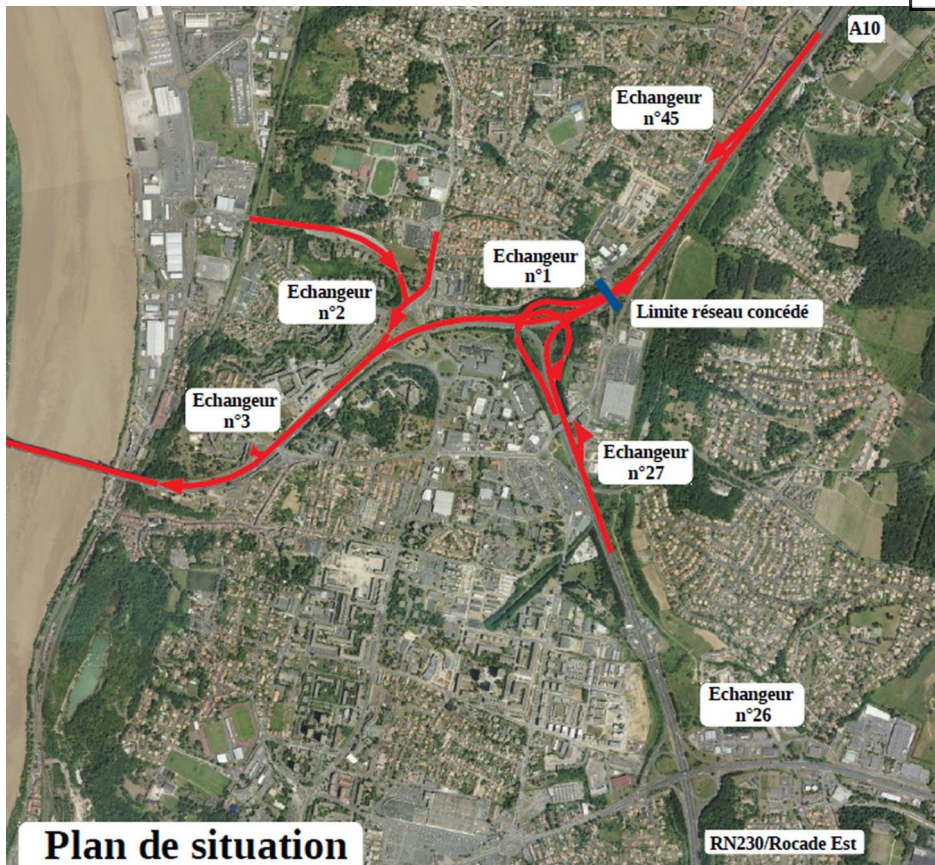 A10
Echangeur
n°45
Echangeur
n°1
Echangeur
n°2
Limite réseau concédé
Echangeur
n°3
Echangeur
n°27
Echangeur
n°26
Plan de situation
RN230/Rocade Est